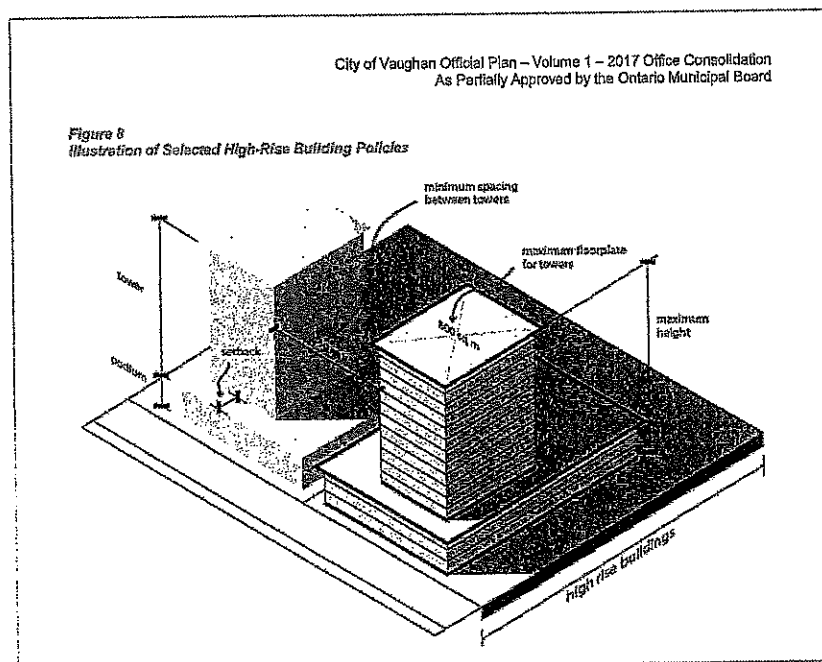 City of Vaughan Official Plan – Volume 1 – 2017 Office Consolidation
As Partially Approved by the Ontario Municipal Board
Figure 8
Illustration of Selected High-Rise Building Policies
minimum spacing
between towers
maximum floorplate
for towers
tower
800 sq m
maximum
height
podium
setback
high rise buildings